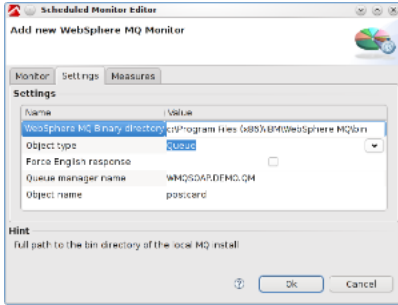 Scheduled Monitor Editor
Add new WebSphere MQ Monitor
Monitor Settings Measures
Settings
Name Value
WebSphere MQ Binary directory c:\Program Files (x86)\IBM\WebSphere MQ\bin
Object type Queue
Force English response
Queue manager name WMQSOAP.DEMO.QM
Object name postcard
Hint
Full path to the bin directory of the local MQ install
Ok Cancel